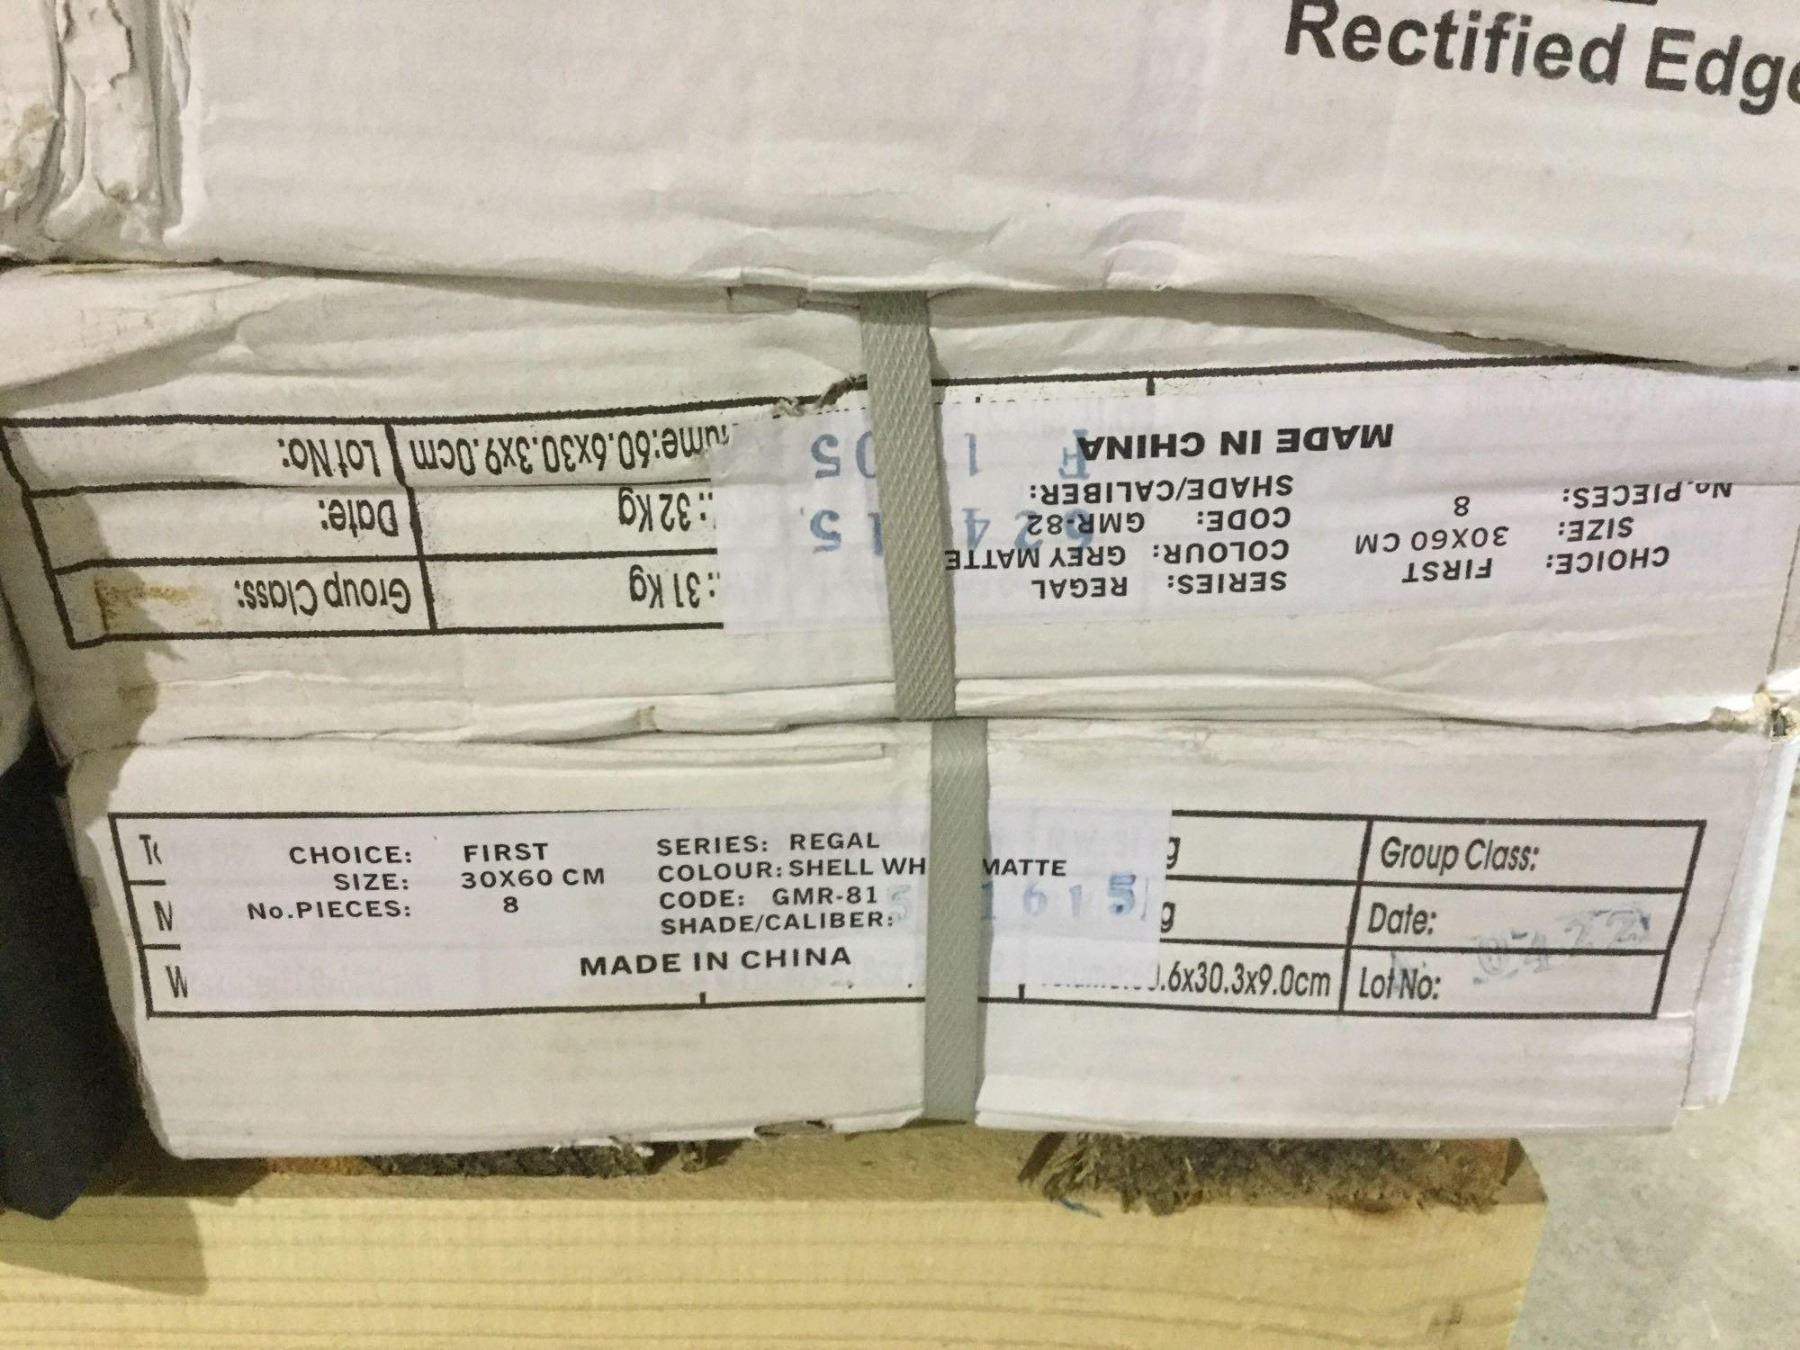 Rectified Edge
CHOICE: FIRST
SIZE: 30X60 CM
No.PIECES: 8
SERIES: REGAL
COLOUR: GREY MATTE
CODE: GMR-82
SHADE/CALIBER:
MADE IN CHINA
.: 31 Kg Group Class:
.: 32 Kg Date:
ume:60.6x30.3x9.0cm Lot No:
CHOICE: FIRST
SIZE: 30X60 CM
No.PIECES: 8
SERIES: REGAL
COLOUR: SHELL WH MATTE
CODE: GMR-81
SHADE/CALIBER: 5 1615
MADE IN CHINA
g Group Class:
g Date:
.6x30.3x9.0cm Lot No: